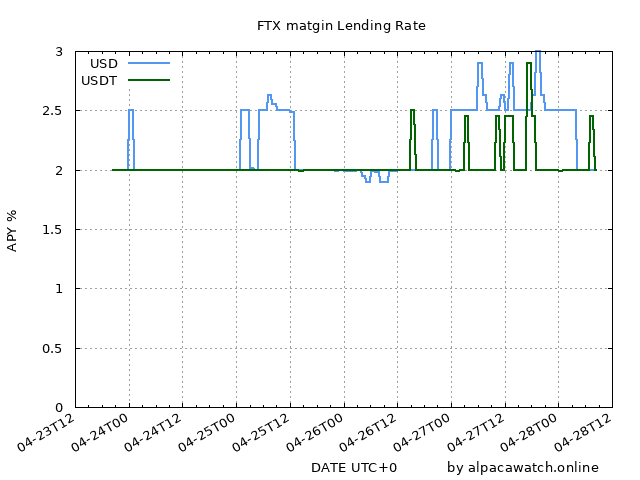 FTX matgin Lending Rate
USD
USDT
3
2.5
2
1.5
1
0.5
0
APY %
04-23T12
04-24T00
04-24T12
04-25T00
04-25T12
04-26T00
04-26T12
04-27T00
04-27T12
04-28T00
04-28T12
DATE UTC+0
by alpacawatch.online